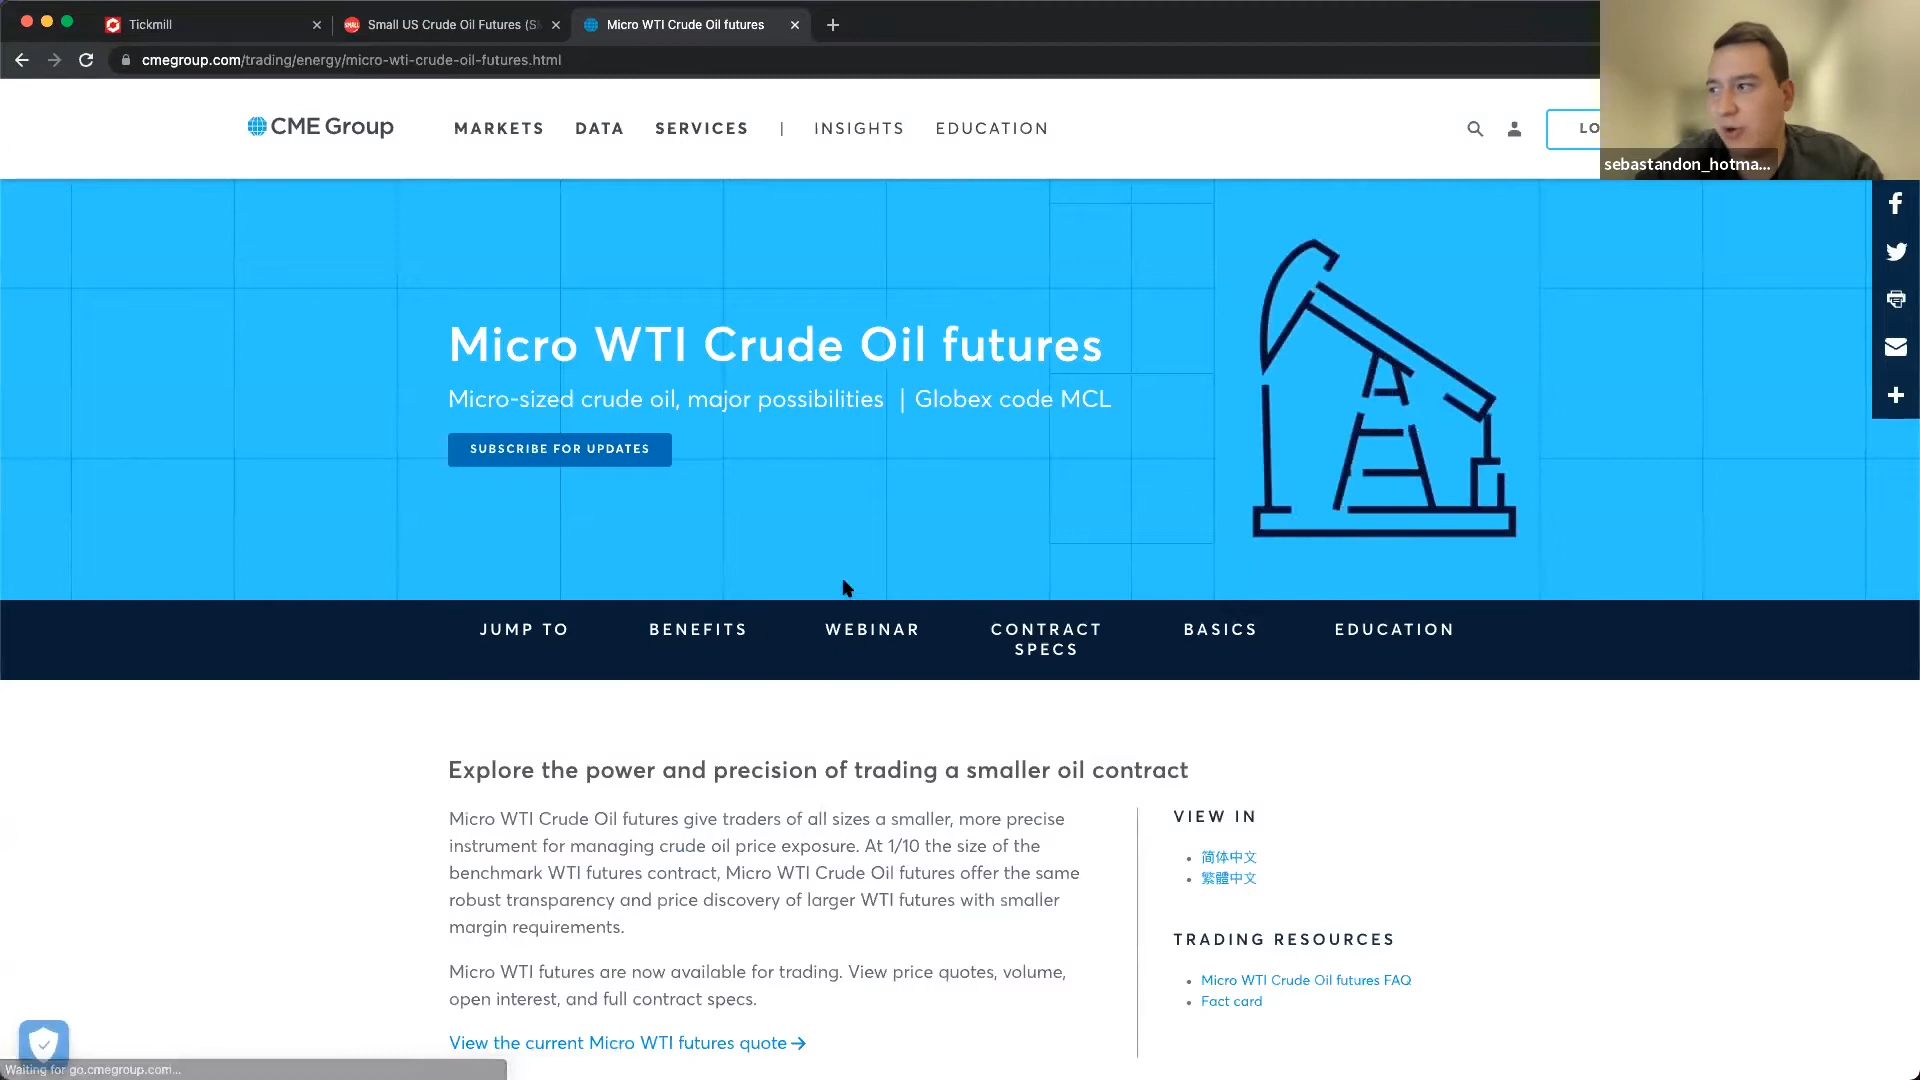 Tickmill
Small US Crude Oil Futures (S
Micro WTI Crude Oil futures
cmegroup.com/trading/energy/micro-wti-crude-oil-futures.html
CME Group
MARKETS DATA SERVICES | INSIGHTS EDUCATION
LO
sebastandon_hotma...
Micro WTI Crude Oil futures
Micro-sized crude oil, major possibilities | Globex code MCL
SUBSCRIBE FOR UPDATES
JUMP TO
BENEFITS
WEBINAR
CONTRACT
SPECS
BASICS
EDUCATION
Explore the power and precision of trading a smaller oil contract
Micro WTI Crude Oil futures give traders of all sizes a smaller, more precise
instrument for managing crude oil price exposure. At 1/10 the size of the
benchmark WTI futures contract, Micro WTI Crude Oil futures offer the same
robust transparency and price discovery of larger WTI futures with smaller
margin requirements.
Micro WTI futures are now available for trading. View price quotes, volume,
open interest, and full contract specs.
View the current Micro WTI futures quote→
VIEW IN
• 简体中文
• 繁體中文
TRADING RESOURCES
• Micro WTI Crude Oil futures FAQ
• Fact card
Waiting for go.cmegroup.com...